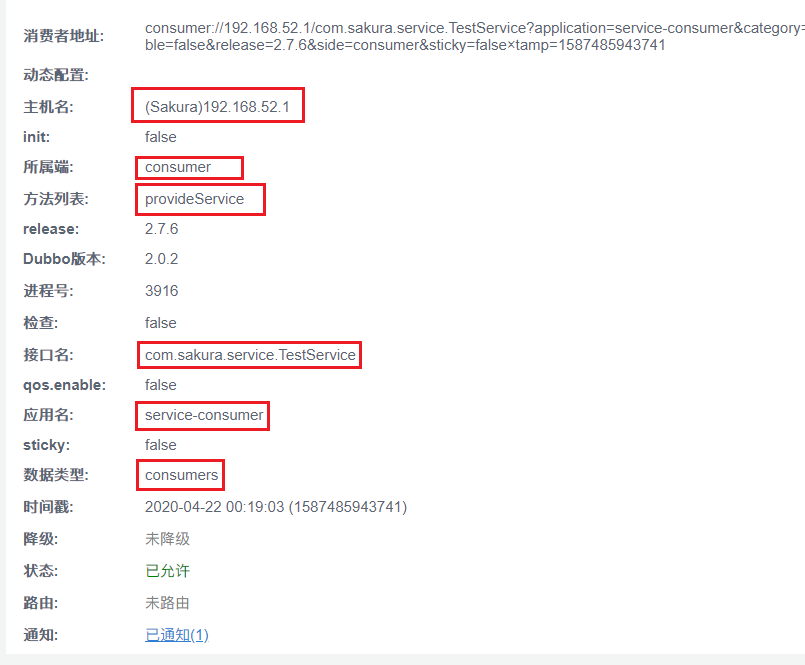 消费者地址: consumer://192.168.52.1/com.sakura.service.TestService?application=service-consumer&category=
ble=false&release=2.7.6&side=consumer&sticky=false×tamp=1587485943741
动态配置:
主机名: (Sakura)192.168.52.1
init: false
所属端: consumer
方法列表: provideService
release: 2.7.6
Dubbo版本: 2.0.2
进程号: 3916
检查: false
接口名: com.sakura.service.TestService
qos.enable: false
应用名: service-consumer
sticky: false
数据类型: consumers
时间戳: 2020-04-22 00:19:03 (1587485943741)
降级: 未降级
状态: 已允许
路由: 未路由
通知: 已通知(1)